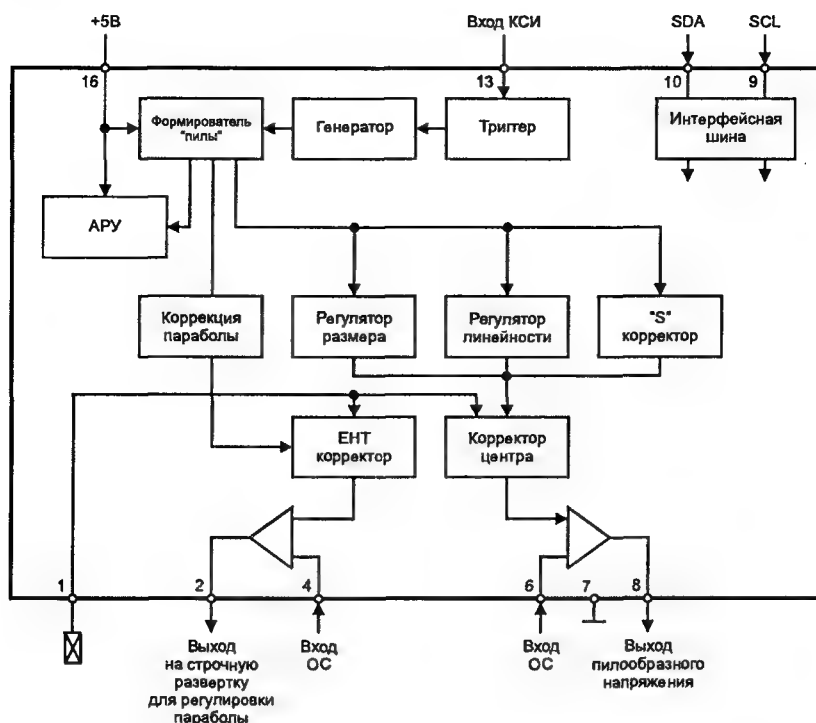 +5В
Вход КСИ
SDA
SCL
16
13
10
9
Формирователь
"пилы"
Генератор
Триггер
Интерфейсная
шина
АРУ
Коррекция
параболы
Регулятор
размера
Регулятор
линейности
"S"
корректор
ЕНТ
корректор
Корректор
центра
1
2
4
6
7
8
Выход
на строчную
развертку
для регулировки
параболы
Вход
ОС
Вход
ОС
Выход
пилообразного
напряжения